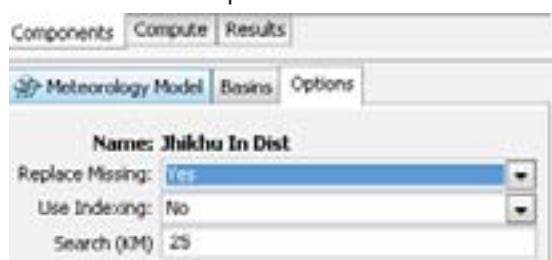 Components Compute Results
Meteorology Model Basins Options
Name: Jhikhu In Dist
Replace Missing: Yes
Use Indexing: No
Search (KM) 25